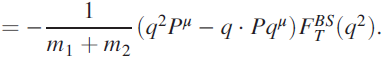 $= -\frac{1}{m_1 + m_2}(q^2 P^\mu - q \cdot P q^\mu) F_T^{BS}(q^2).$